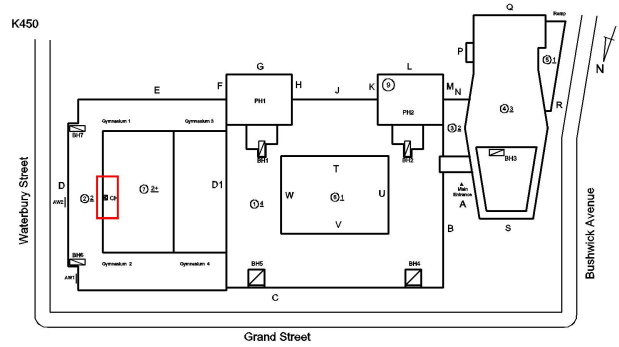 K450
Q
Ramp
G
L
P
5 1
N
E
F
H
J
K
9
M N
R
PH1
PH2
4 3
Gymnasium 1
Gymnasium 3
3 2
BH7
BH1
BH2
BH3
T
D
D1
Main
Entrance
A
AW2
2 2
CH
7 2+
W
8 1
U
1 4
V
B
S
BH6
BH5
BH4
Gymnasium 2
Gymnasium 4
AW1
C
Waterbury Street
Bushwick Avenue
Grand Street